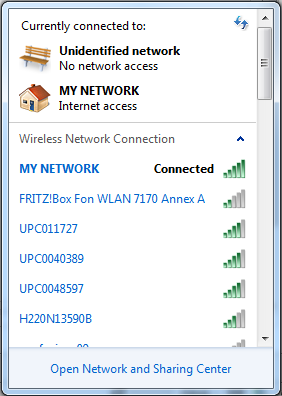 Currently connected to:
Unidentified network
No network access
MY NETWORK
Internet access
Wireless Network Connection
MY NETWORK Connected
FRITZ!Box Fon WLAN 7170 Annex A
UPC011727
UPC0040389
UPC0048597
H220N13590B
Open Network and Sharing Center